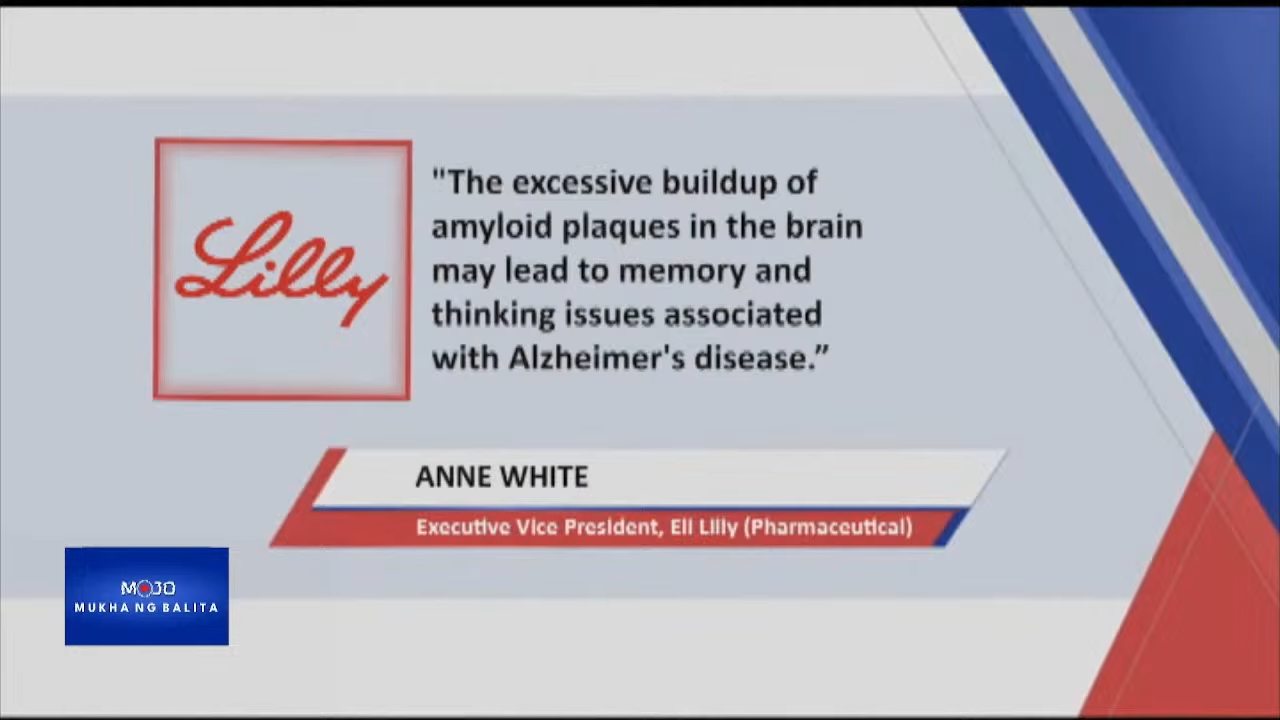 Lilly
"The excessive buildup of
amyloid plaques in the brain
may lead to memory and
thinking issues associated
with Alzheimer's disease.”
ANNE WHITE
Executive Vice President, Eli Lilly (Pharmaceutical)
MOJO
MUKHA NG BALITA